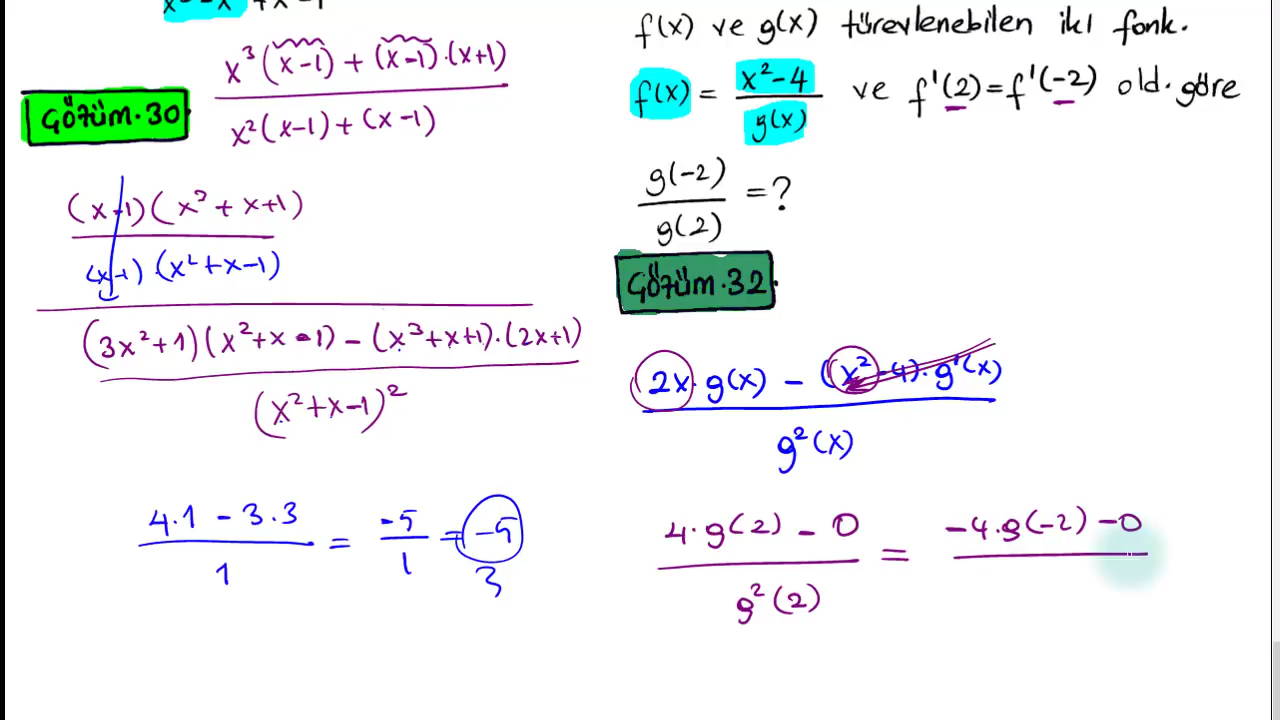 x³(x-1) + (x-1)·(x+1)
Çözüm·30
x²(x-1) + (x-1)
(x-1)(x³ + x+1)
(x-1)·(x²+x-1)
(3x²+1)(x²+x-1) - (x³+x+1)·(2x+1)
(x²+x-1)²
4·1 - 3·3
1
=
-5
1
= -5
3
f(x) ve g(x) türevlenebilen iki fonk.
f(x) = x²-4 / g(x) ve f'(2)=f'(-2) old. göre
g(-2)
g(2)
= ?
Çözüm·32·
2x·g(x) - (x²-4)·g'(x)
g²(x)
4·g(2) - 0
g²(2)
=
-4·g(-2) -0